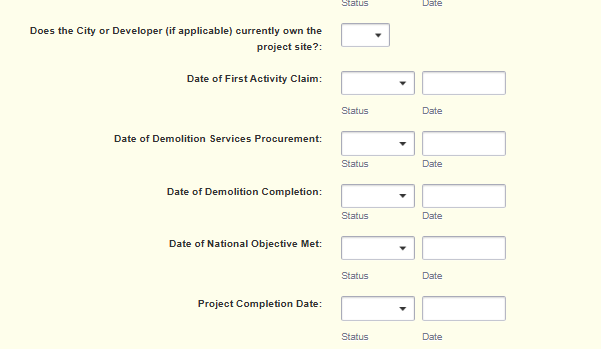 Status Date
Does the City or Developer (if applicable) currently own the
project site?:
Date of First Activity Claim:
Status Date
Date of Demolition Services Procurement:
Status Date
Date of Demolition Completion:
Status Date
Date of National Objective Met:
Status Date
Project Completion Date:
Status Date